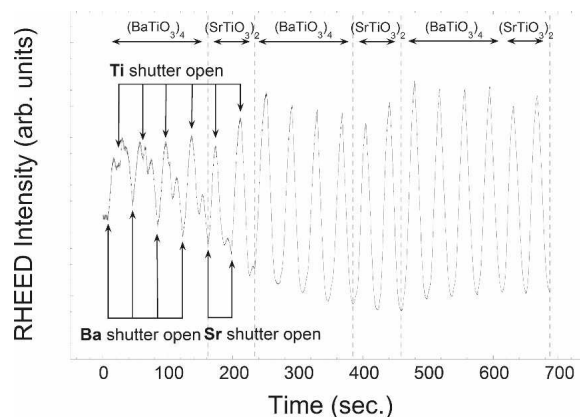 (BaTiO3)4 (SrTiO3)2 (BaTiO3)4 (SrTiO3)2 (BaTiO3)4 (SrTiO3)2
Ti shutter open
RHEED Intensity (arb. units)
Ba shutter open Sr shutter open
0 100 200 300 400 500 600 700
Time (sec.)